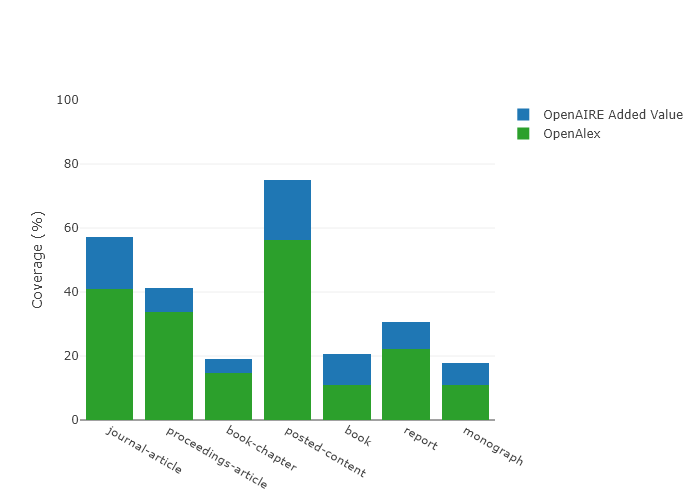 100
80
60
40
20
0
Coverage (%)
journal-article
proceedings-article
book-chapter
posted-content
book
report
monograph
OpenAIRE Added Value
OpenAlex